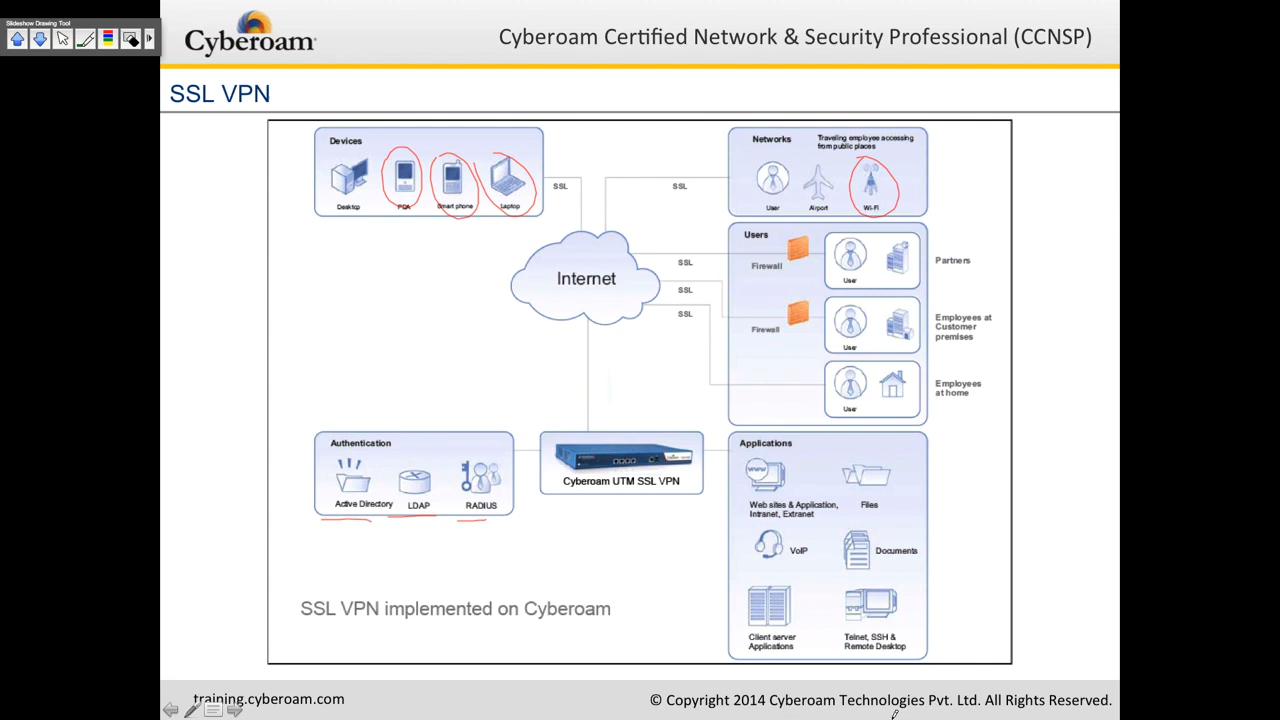 Slideshow Drawing Tool
Cyberoam
Cyberoam Certified Network & Security Professional (CCNSP)
SSL VPN
Devices
Desktop
PDA
Smart phone
Laptop
SSL
SSL
Networks
Traveling employee accessing
from public places
User
Airport
Wi-Fi
Internet
SSL
SSL
SSL
Users
Firewall
User
Partners
Firewall
User
Employees at
Customer
premises
User
Employees
at home
Authentication
Active Directory
LDAP
RADIUS
Cyberoam UTM SSL VPN
Applications
Web sites & Application,
Intranet, Extranet
Files
VoIP
Documents
Client server
Applications
Telnet, SSH &
Remote Desktop
SSL VPN implemented on Cyberoam
training.cyberoam.com
© Copyright 2014 Cyberoam Technologies Pvt. Ltd. All Rights Reserved.